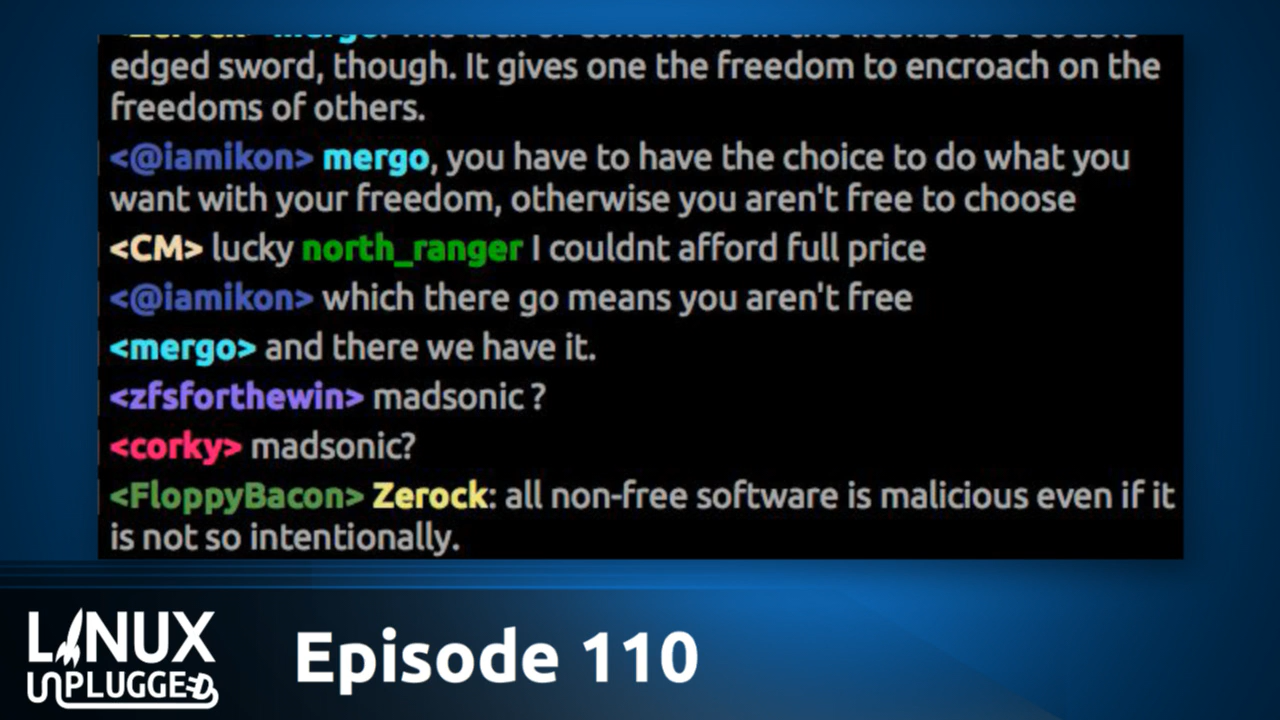 edged sword, though. It gives one the freedom to encroach on the
freedoms of others.
<@iamikon> mergo, you have to have the choice to do what you
want with your freedom, otherwise you aren't free to choose
<CM> lucky north_ranger I couldnt afford full price
<@iamikon> which there go means you aren't free
<mergo> and there we have it.
<zfsforthewin> madsonic ?
<corky> madsonic?
<FloppyBacon> Zerock: all non-free software is malicious even if it
is not so intentionally.
LINUX
UNPLUGGED
Episode 110